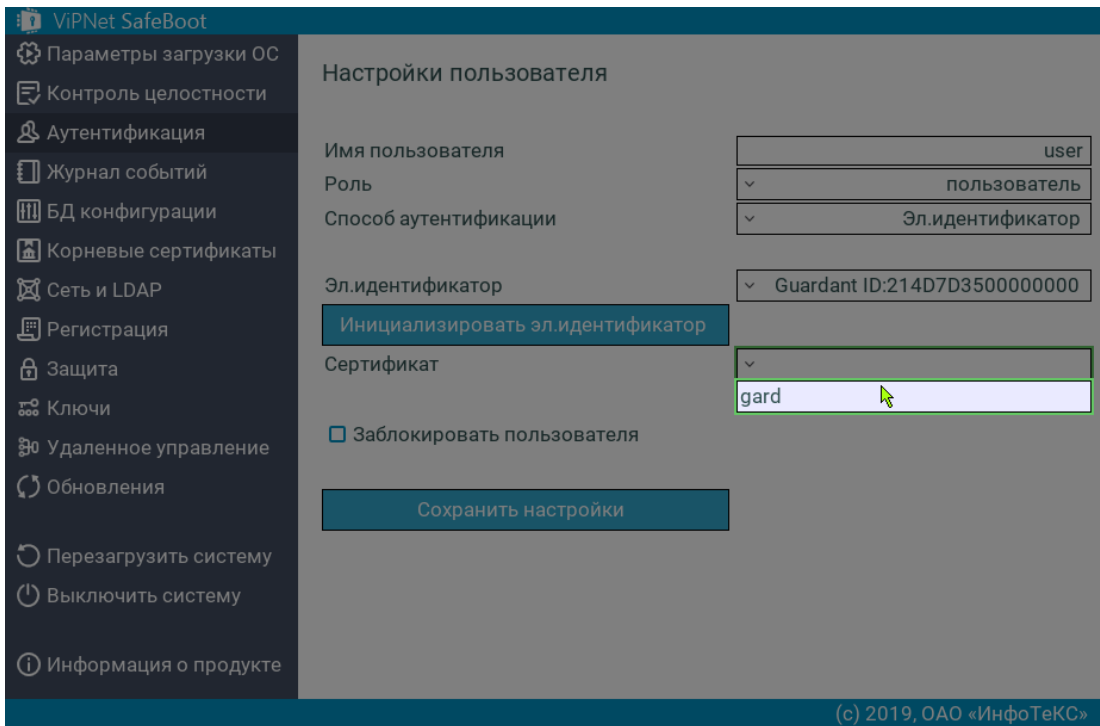 ViPNet SafeBoot
Параметры загрузки ОС
Контроль целостности
Аутентификация
Журнал событий
БД конфигурации
Корневые сертификаты
Сеть и LDAP
Регистрация
Защита
Ключи
Удаленное управление
Обновления
Перезагрузить систему
Выключить систему
Информация о продукте
Настройки пользователя
Имя пользователя user
Роль пользователь
Способ аутентификации Эл.идентификатор
Эл.идентификатор Guardant ID:214D7D3500000000
Инициализировать эл.идентификатор
Сертификат
gard
Заблокировать пользователя
Сохранить настройки
(c) 2019, ОАО «ИнфоТеКС»